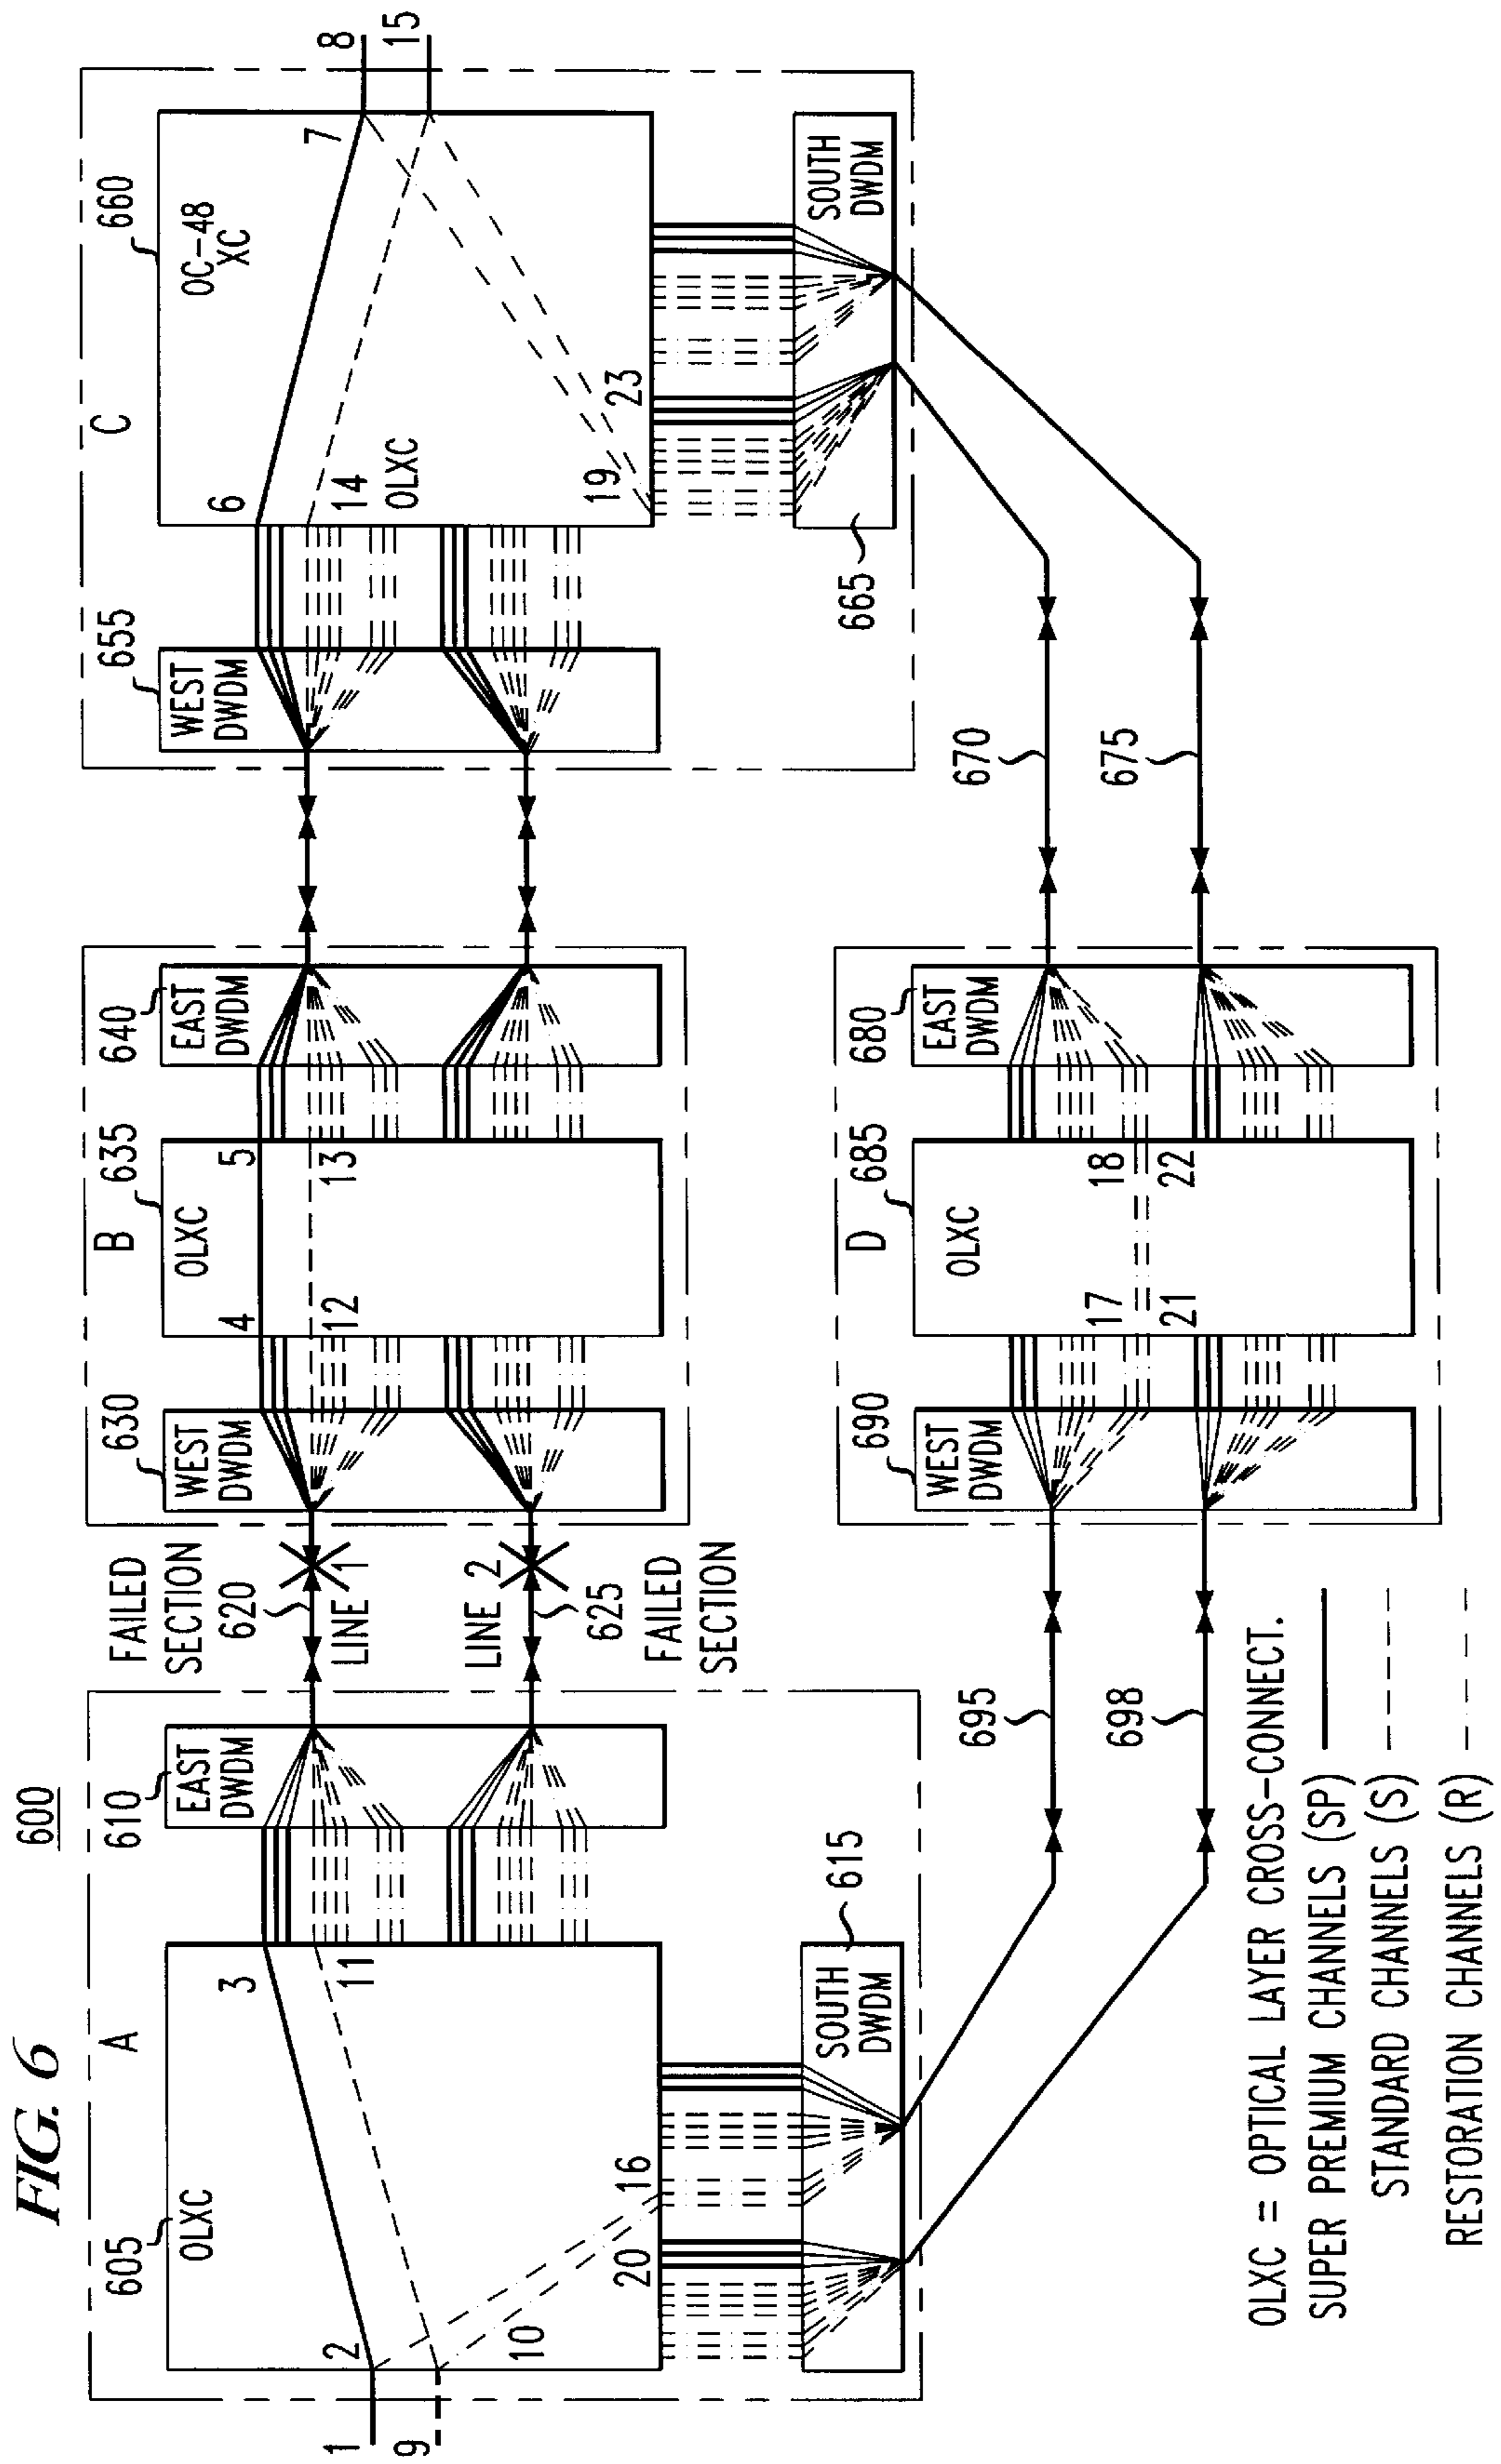 FIG. 6
600
A
605
OLXC
1
2
3
9
10
11
16
20
610
EAST
DWDM
615
SOUTH
DWDM
FAILED
SECTION
620
LINE 1
LINE 2
625
FAILED
SECTION
B
630
WEST
DWDM
635
OLXC
4
5
12
13
640
EAST
DWDM
C
655
WEST
DWDM
660
OC-48
XC
OLXC
6
7
8
14
15
19
23
665
SOUTH
DWDM
670
675
D
680
EAST
DWDM
685
OLXC
17
18
21
22
690
WEST
DWDM
695
698
OLXC = OPTICAL LAYER CROSS-CONNECT.
SUPER PREMIUM CHANNELS (SP)
STANDARD CHANNELS (S)
RESTORATION CHANNELS (R)